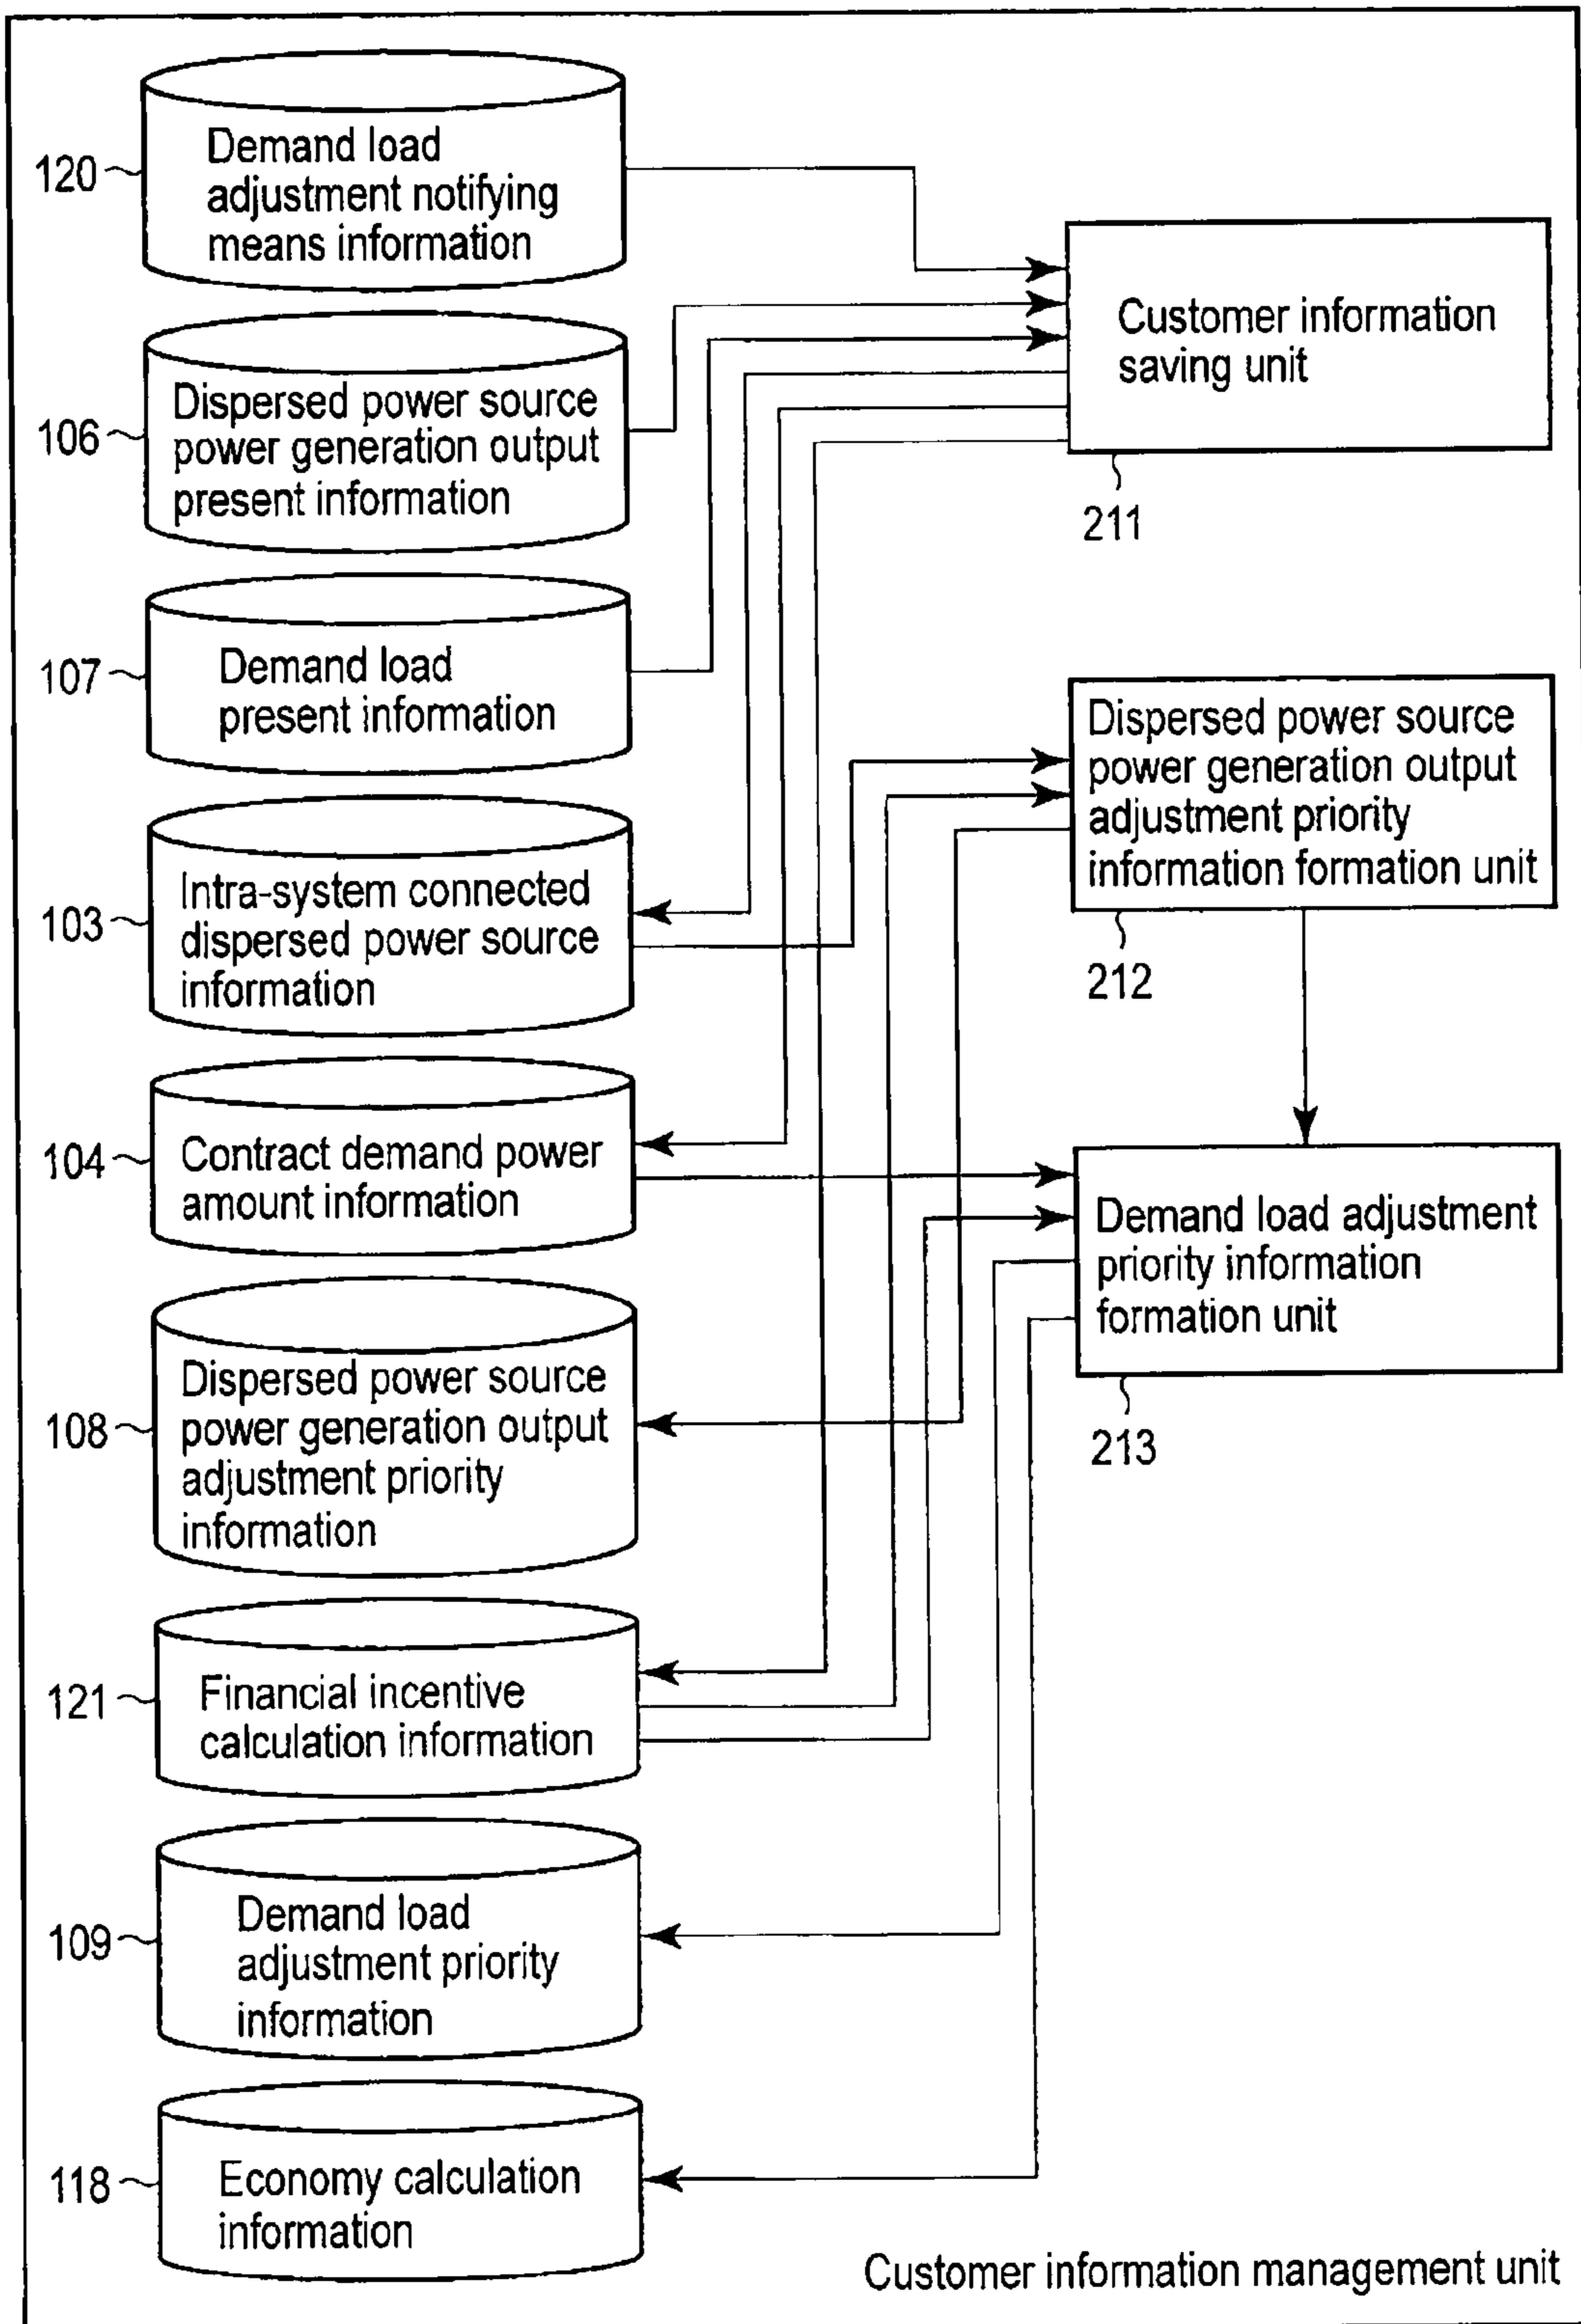 120
Demand load
adjustment notifying
means information
106
Dispersed power source
power generation output
present information
107
Demand load
present information
103
Intra-system connected
dispersed power source
information
104
Contract demand power
amount information
108
Dispersed power source
power generation output
adjustment priority
information
121
Financial incentive
calculation information
109
Demand load
adjustment priority
information
118
Economy calculation
information
Customer information
saving unit
211
Dispersed power source
power generation output
adjustment priority
information formation unit
212
Demand load adjustment
priority information
formation unit
213
Customer information management unit